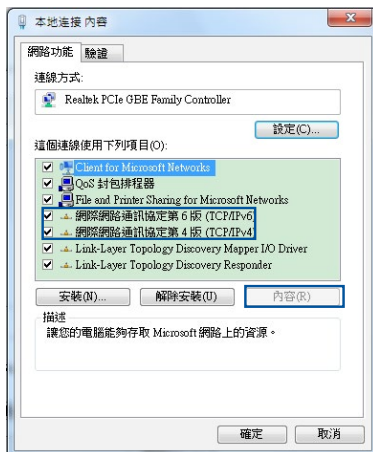 本地连接 內容
網路功能 驗證
連線方式:
Realtek PCIe GBE Family Controller
設定(C)...
這個連線使用下列項目(O):
Client for Microsoft Networks
QoS 封包排程器
File and Printer Sharing for Microsoft Networks
網際網路通訊協定第 6 版 (TCP/IPv6)
網際網路通訊協定第 4 版 (TCP/IPv4)
Link-Layer Topology Discovery Mapper I/O Driver
Link-Layer Topology Discovery Responder
安裝(N)... 解除安裝(U) 內容(R)
描述
讓您的電腦能夠存取 Microsoft 網路上的資源。
確定 取消